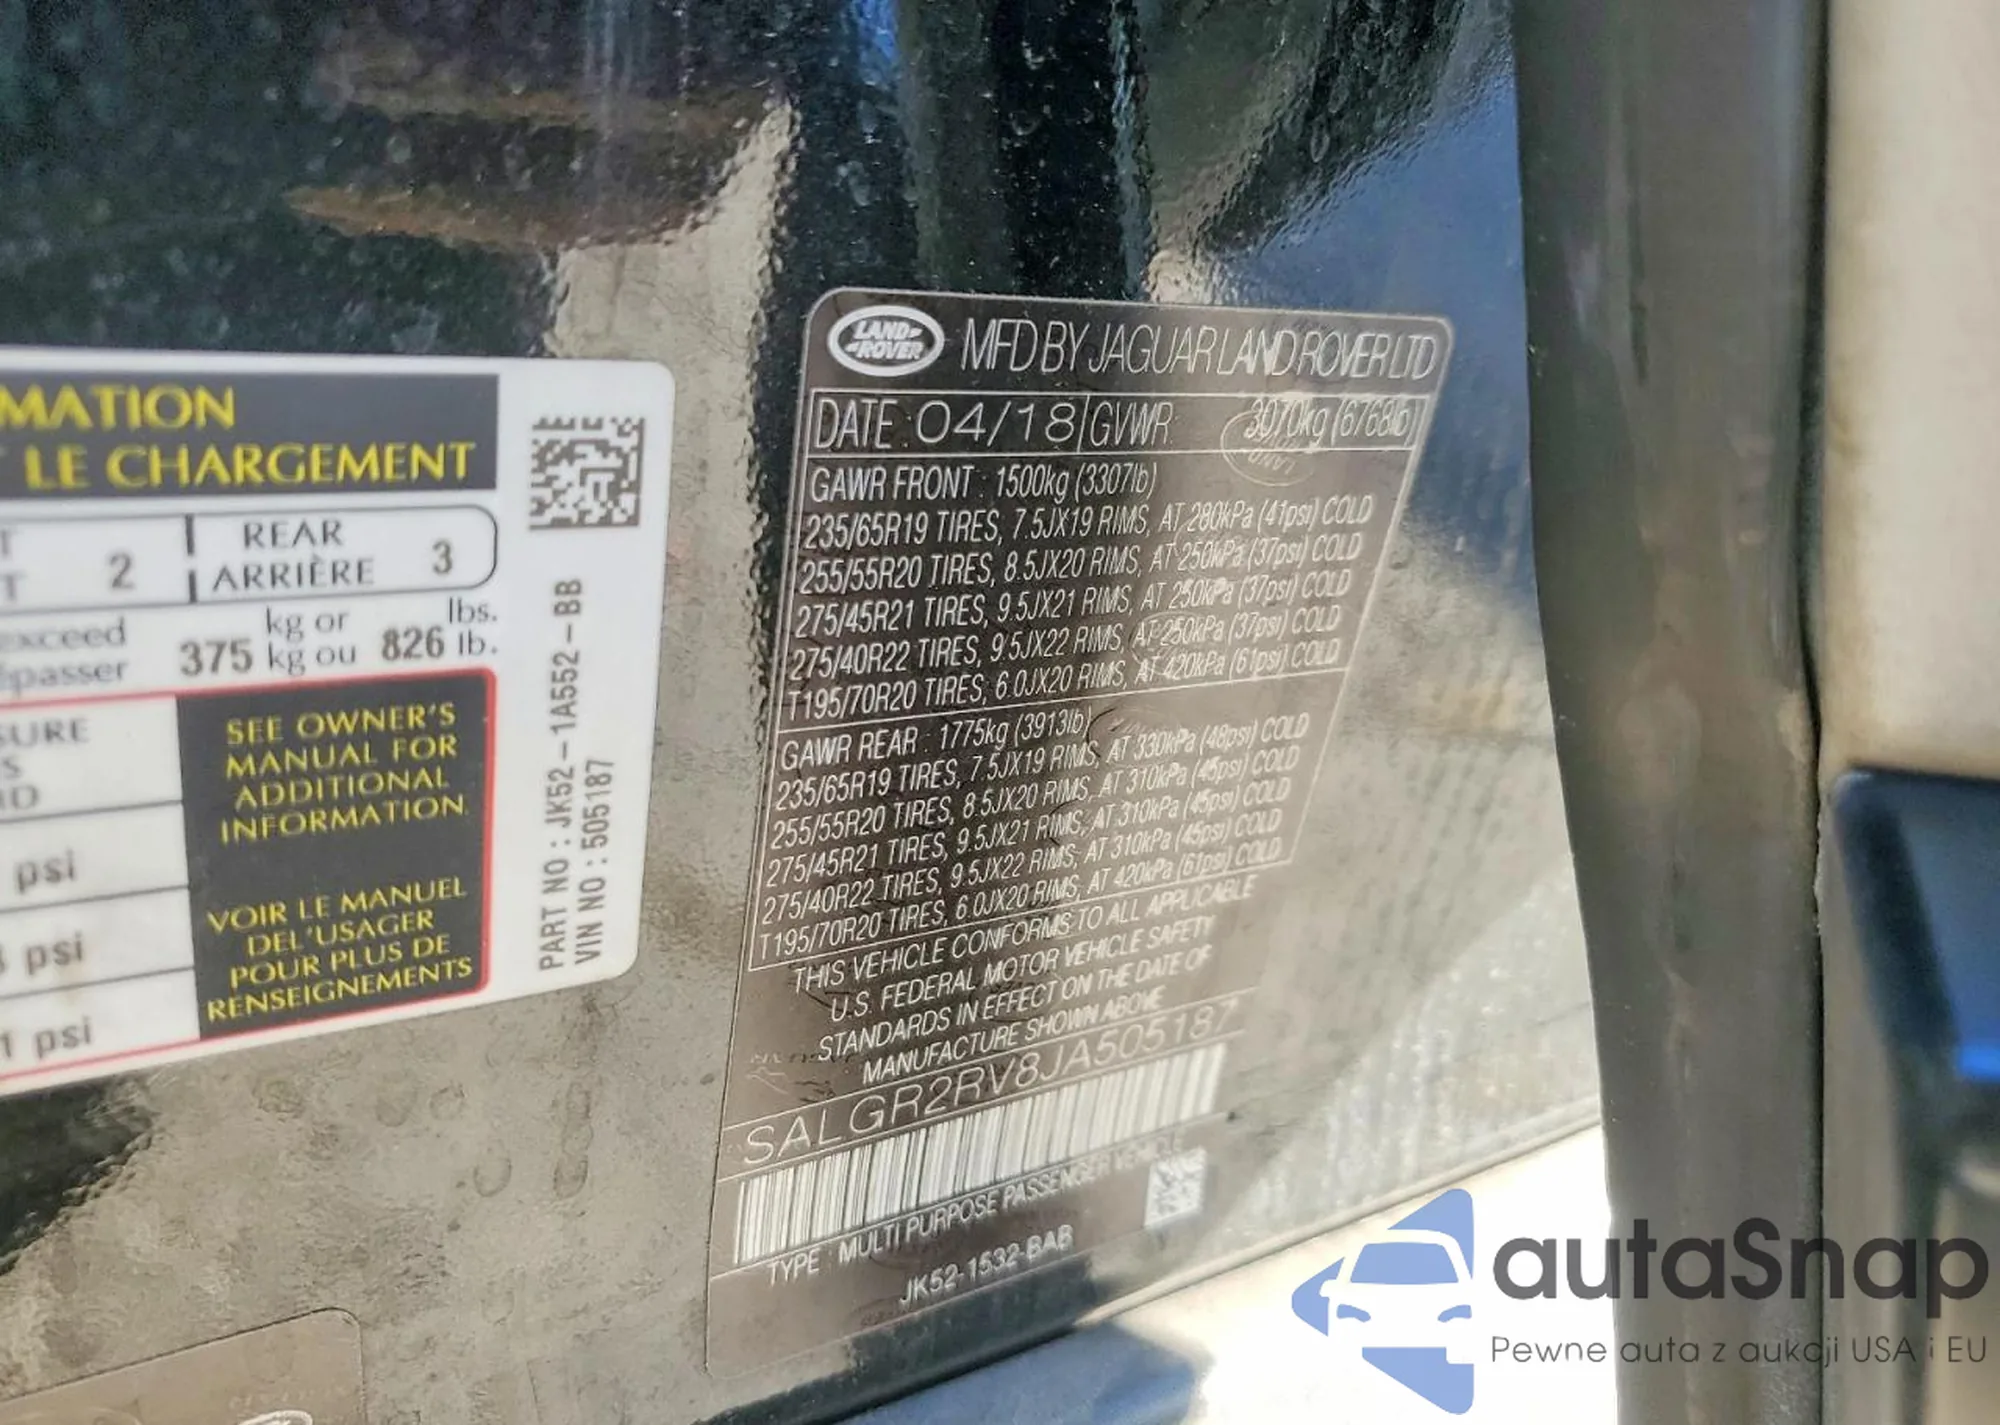 MATION
LE CHARGEMENT
2
REAR
ARRIÈRE
3
exceed
375
kg or
kg ou
826
lbs.
lb.
SURE
SEE OWNER'S
MANUAL FOR
ADDITIONAL
INFORMATION
VOIR LE MANUEL
DEL'USAGER
POUR PLUS DE
RENSEIGNEMENTS
psi
psi
1 psi
PART NO : JK52-1A552-BB
VIN NO : 505187
LAND
ROVER
MFD BY JAGUAR LAND ROVER LTD
DATE : 04/18 GVWR: 3070kg (6768lb)
GAWR FRONT : 1500kg (3307lb)
235/65R19 TIRES, 7.5JX19 RIMS, AT 280kPa (41psi) COLD
255/55R20 TIRES, 8.5JX20 RIMS, AT 250kPa (37psi) COLD
275/45R21 TIRES, 9.5JX21 RIMS, AT 250kPa (37psi) COLD
275/40R22 TIRES, 9.5JX22 RIMS, AT 250kPa (37psi) COLD
T195/70R20 TIRES, 6.0JX20 RIMS, AT 420kPa (61psi) COLD
GAWR REAR : 1775kg (3913lb)
235/65R19 TIRES, 7.5JX19 RIMS, AT 330kPa (48psi) COLD
255/55R20 TIRES, 8.5JX20 RIMS, AT 310kPa (45psi) COLD
275/45R21 TIRES, 9.5JX21 RIMS, AT 310kPa (45psi) COLD
275/40R22 TIRES, 9.5JX22 RIMS, AT 310kPa (45psi) COLD
T195/70R20 TIRES, 6.0JX20 RIMS, AT 420kPa (61psi) COLD
THIS VEHICLE CONFORMS TO ALL APPLICABLE
U.S. FEDERAL MOTOR VEHICLE SAFETY
STANDARDS IN EFFECT ON THE DATE OF
MANUFACTURE SHOWN ABOVE
SALGR2RV8JA505187
TYPE : MULTI PURPOSE PASSENGER VEHICLE
JK52-1532-BAB
autaSnap
Pewne auta z aukcji USA i EU